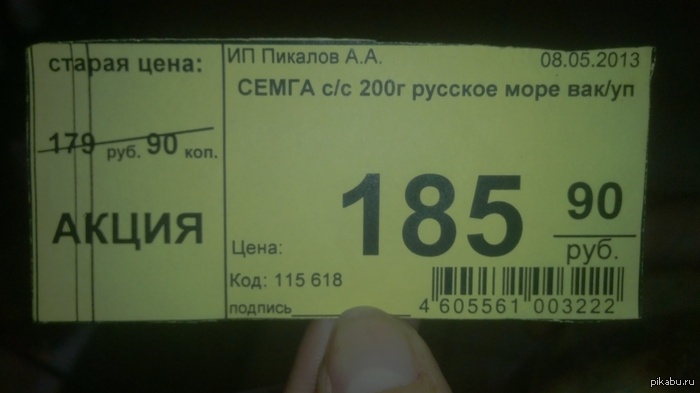 старая цена:
179 руб. 90 коп.
АКЦИЯ
ИП Пикалов А.А.
08.05.2013
СЕМГА с/с 200г русское море вак/уп
Цена:
185 90
руб.
Код: 115 618
подпись
4 605561 003222
pikabu.ru